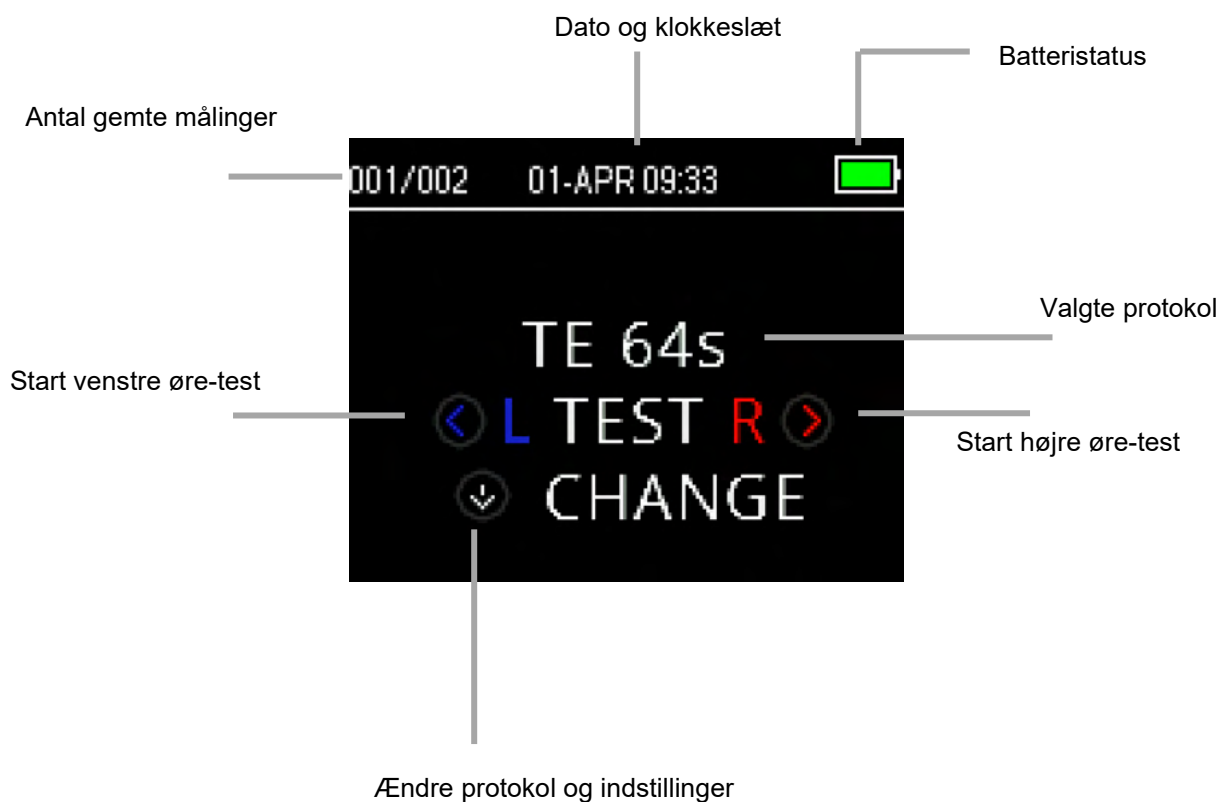 Dato og klokkeslæt
Batteristatus
Antal gemte målinger
001/002 01-APR 09:33
Valgte protokol
TE 64s
Start venstre øre-test
L TEST R
Start højre øre-test
CHANGE
Ændre protokol og indstillinger